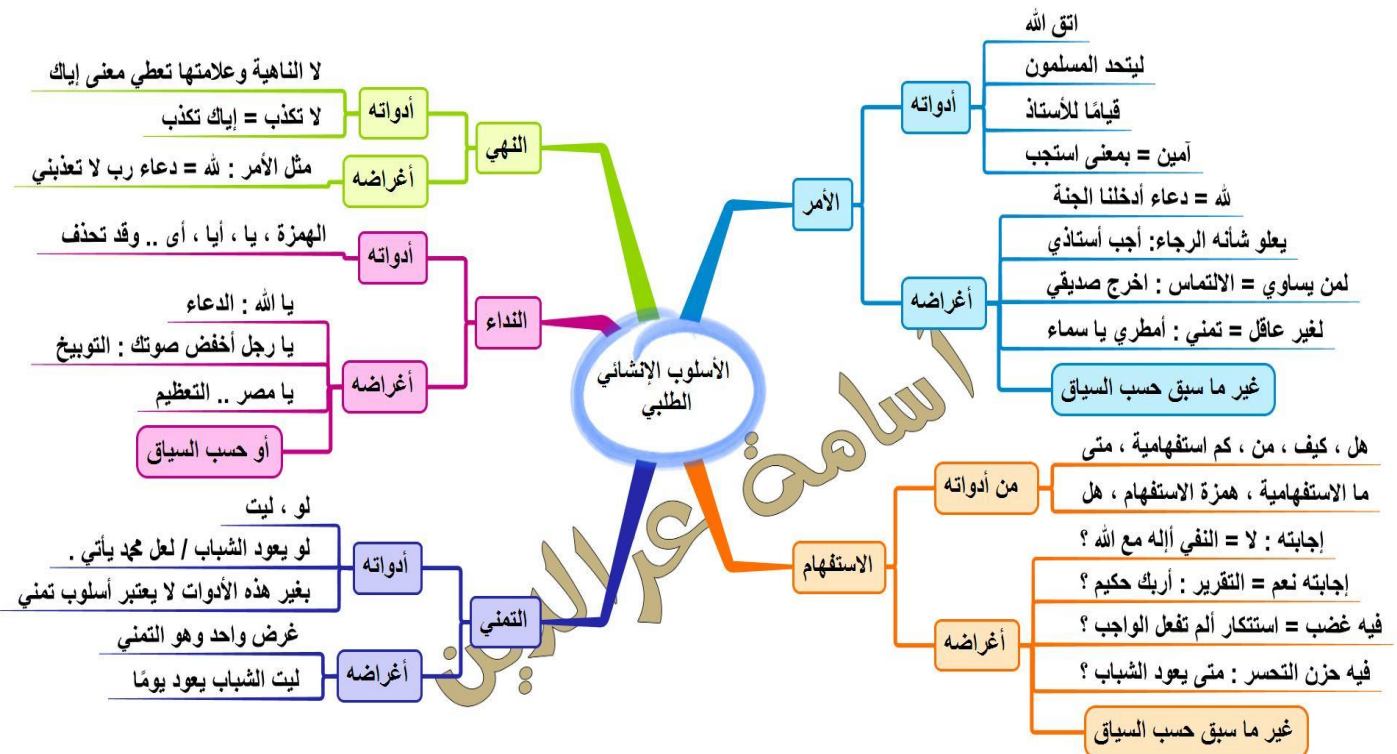 الأسلوب الإنشائي
الطلبي
الأمر
أدواته
اتق الله
ليتحد المسلمون
قيامًا للأستاذ
آمين = بمعنى استجب
أغراضه
لله = دعاء أدخلنا الجنة
يعلو شأنه الرجاء: أجب أستاذي
لمن يساوي = الالتماس : اخرج صديقي
لغير عاقل = تمني : أمطري يا سماء
غير ما سبق حسب السياق
الاستفهام
من أدواته
هل ، كيف ، من ، كم استفهامية ، متى
ما الاستفهامية ، همزة الاستفهام ، هل
أغراضه
إجابته : لا = النفي أإله مع الله ؟
إجابته نعم = التقرير : أربك حكيم ؟
فيه غضب = استتكار ألم تفعل الواجب ؟
فيه حزن التحسر : متى يعود الشباب ؟
غير ما سبق حسب السياق
النهي
أدواته
لا الناهية وعلامتها تعطي معنى إياك
لا تكذب = إياك تكذب
أغراضه
مثل الأمر : لله = دعاء رب لا تعذبني
النداء
أدواته
الهمزة ، يا ، أيا ، أى .. وقد تحذف
أغراضه
يا الله : الدعاء
يا رجل أخفض صوتك : التوبيخ
يا مصر .. التعظيم
أو حسب السياق
التمني
أدواته
لو ، ليت
لو يعود الشباب / لعل محمد يأتي .
بغير هذه الأدوات لا يعتبر أسلوب تمني
أغراضه
غرض واحد وهو التمني
ليت الشباب يعود يومًا
أسامة عز الدين